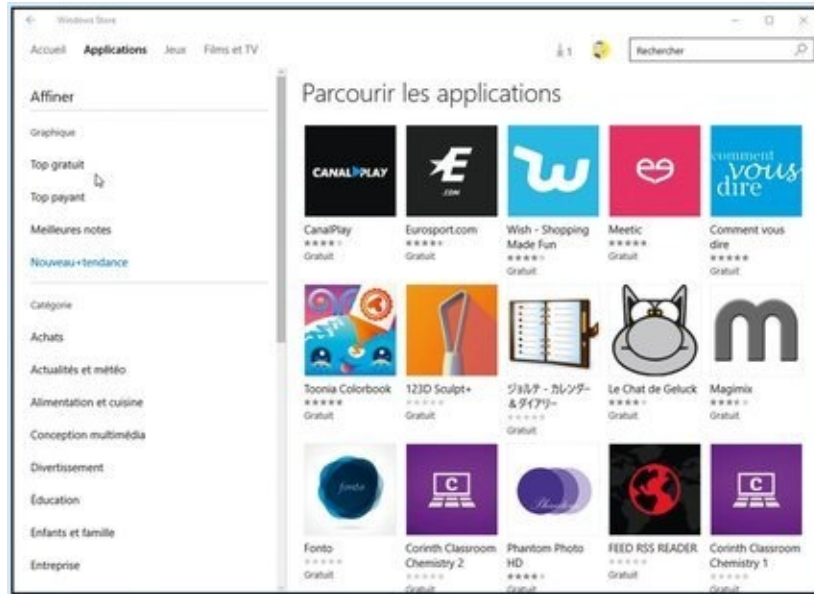 Windows Store
Accueil Applications Jeux Films et TV 1 Rechercher
Affiner
Graphique
Top gratuit
Top payant
Meilleures notes
Nouveau+tendance
Catégorie
Achats
Actualités et météo
Alimentation et cuisine
Conception multimédia
Divertissement
Éducation
Enfants et famille
Entreprise
Parcourir les applications
CANALPLAY
E
.COM
comment
vous
dire
CanalPlay
Gratuit
Eurosport.com
Gratuit
Wish - Shopping
Made Fun
Gratuit
Meetic
Gratuit
Comment vous
dire
Gratuit
m
Toonia Colorbook
Gratuit
123D Sculpt+
Gratuit
ジョルテ - カレンダー
& ダイアリー
Gratuit
Le Chat de Geluck
Gratuit
Magimix
Gratuit
fonto
C
C
Fonto
Gratuit
Corinth Classroom
Chemistry 2
Gratuit
Phantom Photo
HD
Gratuit
FEED RSS READER
Gratuit
Corinth Classroom
Chemistry 1
Gratuit